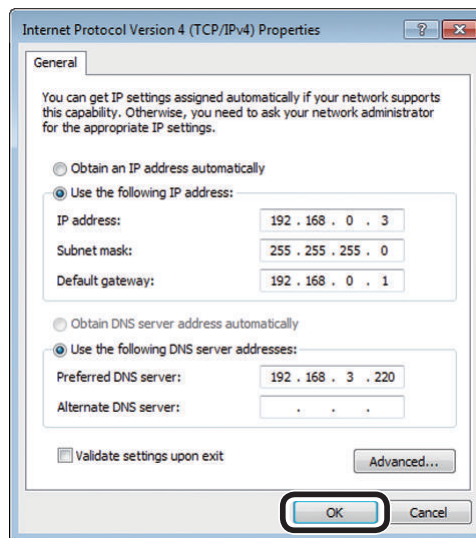 Internet Protocol Version 4 (TCP/IPv4) Properties
General
You can get IP settings assigned automatically if your network supports
this capability. Otherwise, you need to ask your network administrator
for the appropriate IP settings.
Obtain an IP address automatically
Use the following IP address:
IP address: 192 . 168 . 0 . 3
Subnet mask: 255 . 255 . 255 . 0
Default gateway: 192 . 168 . 0 . 1
Obtain DNS server address automatically
Use the following DNS server addresses:
Preferred DNS server: 192 . 168 . 3 . 220
Alternate DNS server: . . .
Validate settings upon exit
Advanced...
OK Cancel